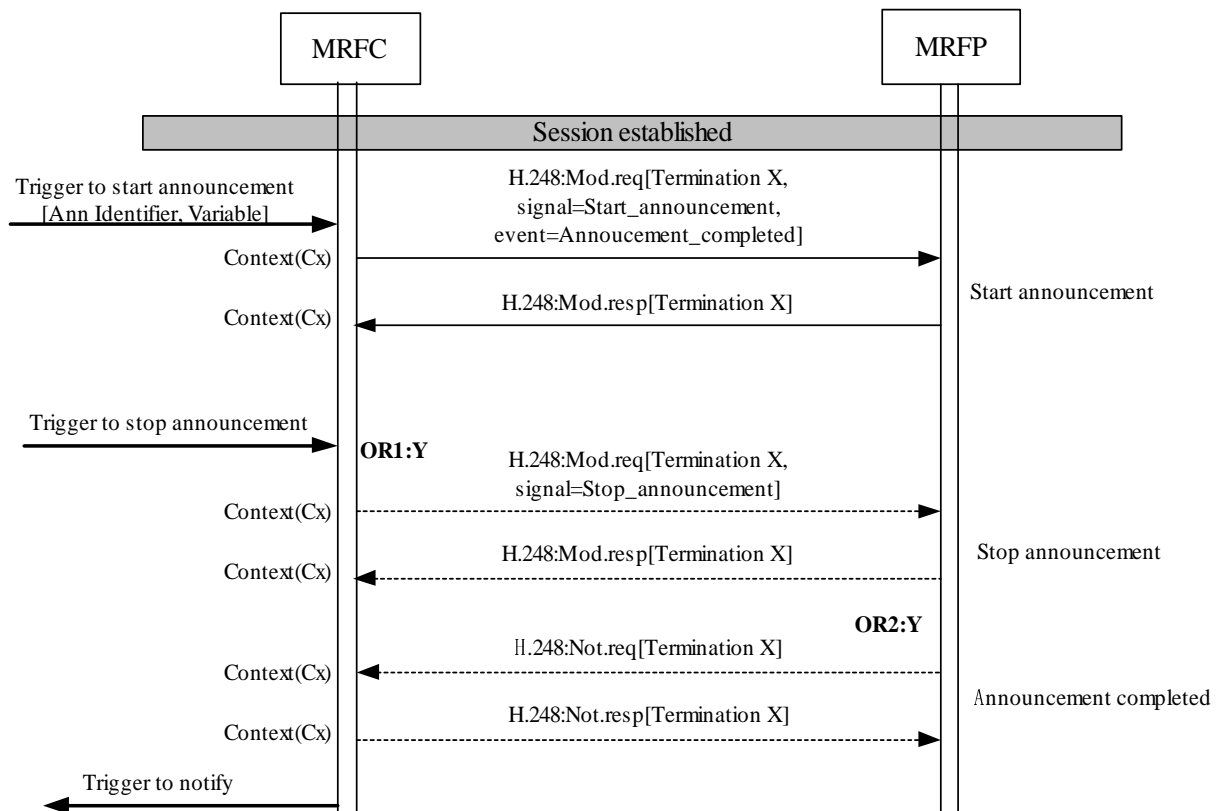 MRFC
MRFP
Session established
Trigger to start announcement
[Ann Identifier, Variable]
H.248:Mod.req[Termination X,
signal=Start_announcement,
event=Annoucement_completed]
Context(Cx)
Start announcement
H.248:Mod.resp[Termination X]
Context(Cx)
Trigger to stop announcement
OR1:Y
H.248:Mod.req[Termination X,
signal=Stop_announcement]
Context(Cx)
H.248:Mod.resp[Termination X]
Stop announcement
Context(Cx)
OR2:Y
H.248:Not.req[Termination X]
Context(Cx)
Announcement completed
H.248:Not.resp[Termination X]
Context(Cx)
Trigger to notify